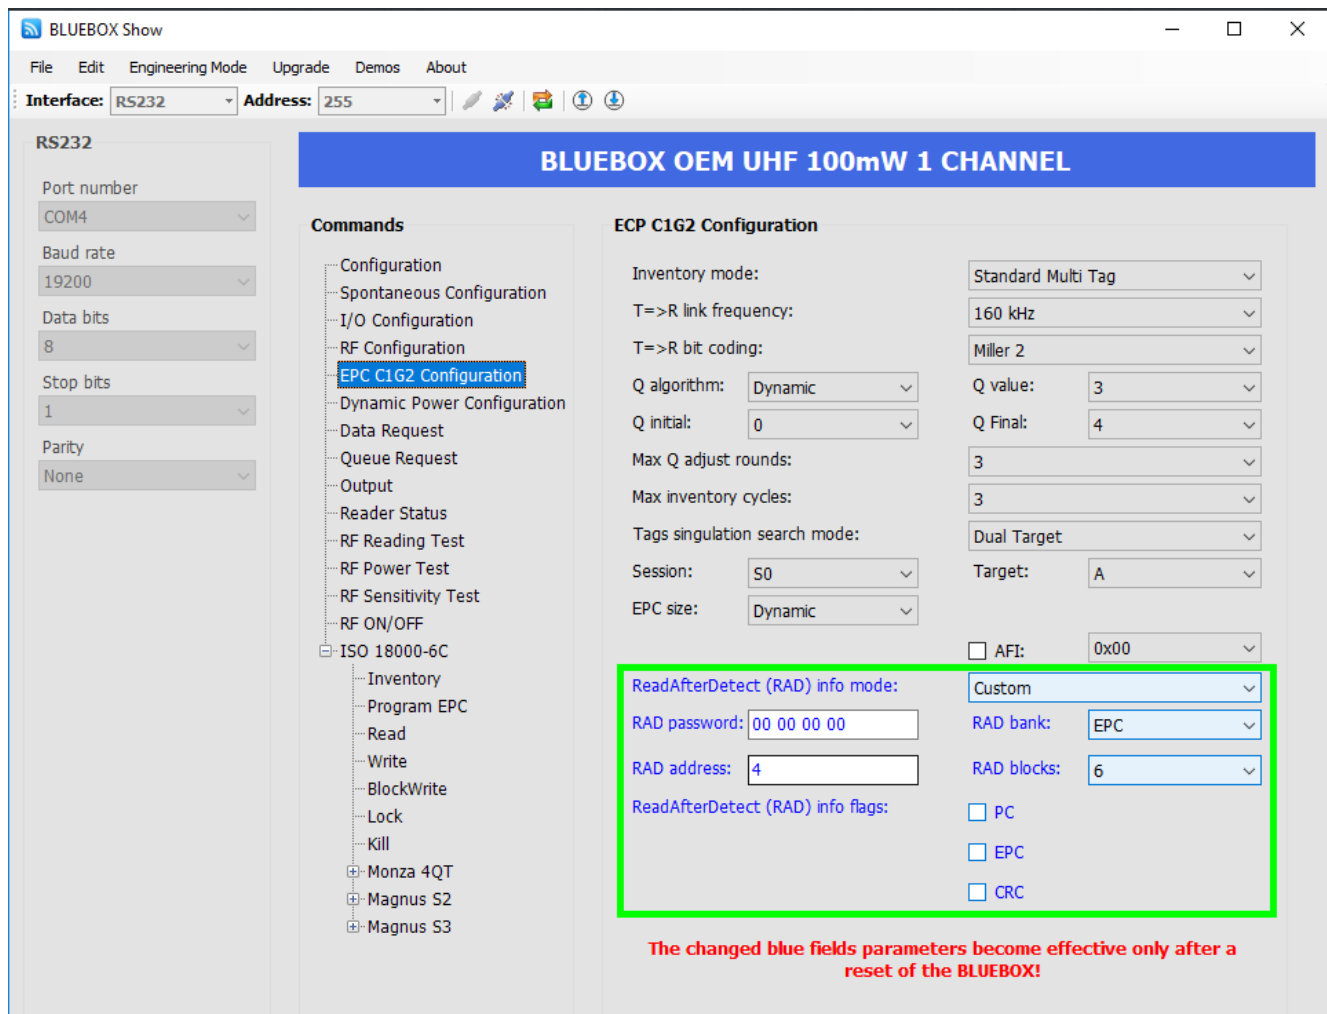 BLUEBOX Show
File Edit Engineering Mode Upgrade Demos About
Interface: RS232 Address: 255
RS232
Port number
COM4
Baud rate
19200
Data bits
8
Stop bits
1
Parity
None
BLUEBOX OEM UHF 100mW 1 CHANNEL
Commands
Configuration
Spontaneous Configuration
I/O Configuration
RF Configuration
EPC C1G2 Configuration
Dynamic Power Configuration
Data Request
Queue Request
Output
Reader Status
RF Reading Test
RF Power Test
RF Sensitivity Test
RF ON/OFF
ISO 18000-6C
Inventory
Program EPC
Read
Write
BlockWrite
Lock
Kill
Monza 4QT
Magnus S2
Magnus S3
ECP C1G2 Configuration
Inventory mode: Standard Multi Tag
T=>R link frequency: 160 kHz
T=>R bit coding: Miller 2
Q algorithm: Dynamic Q value: 3
Q initial: 0 Q Final: 4
Max Q adjust rounds: 3
Max inventory cycles: 3
Tags singulation search mode: Dual Target
Session: S0 Target: A
EPC size: Dynamic
AFI: 0x00
ReadAfterDetect (RAD) info mode: Custom
RAD password: 00 00 00 00 RAD bank: EPC
RAD address: 4 RAD blocks: 6
ReadAfterDetect (RAD) info flags: PC
EPC
CRC
The changed blue fields parameters become effective only after a
reset of the BLUEBOX!